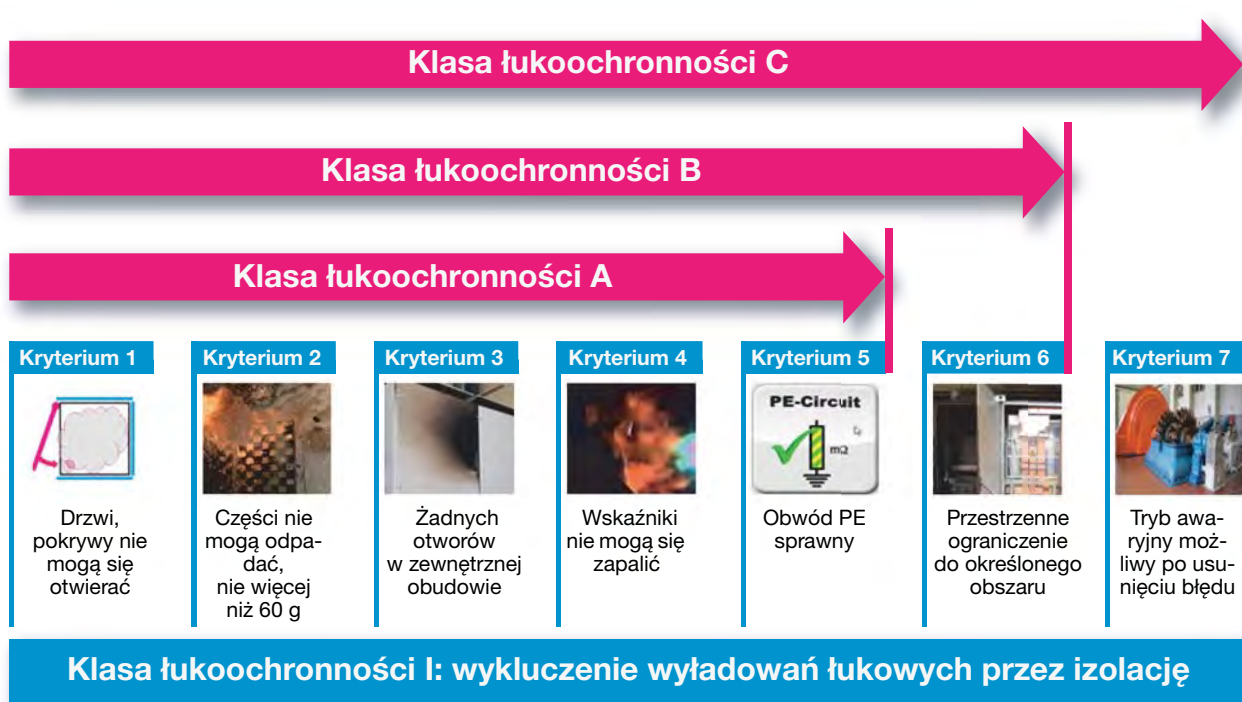 Klasa łukoochronności C
Klasa łukoochronności B
Klasa łukoochronności A
Kryterium 1
Drzwi,
pokrywy nie
mogą się
otwierać
Kryterium 2
Części nie
mogą odpa-
dać,
nie więcej
niż 60 g
Kryterium 3
Żadnych
otworów
w zewnętrznej
obudowie
Kryterium 4
Wskaźniki
nie mogą się
zapalić
Kryterium 5
PE-Circuit
mΩ
Obwód PE
sprawny
Kryterium 6
Przestrzenne
ograniczenie
do określonego
obszaru
Kryterium 7
Tryb awa-
ryjny moż-
liwy po usu-
nięciu błędu
Klasa łukoochronności I: wykluczenie wyładowań łukowych przez izolację